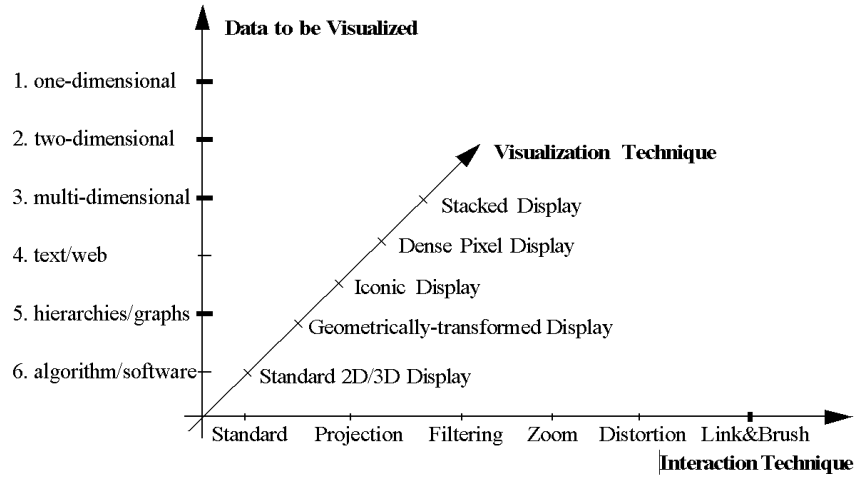 Data to be Visualized
1. one-dimensional
2. two-dimensional
Visualization Technique
3. multi-dimensional
Stacked Display
Dense Pixel Display
4. text/web
Iconic Display
5. hierarchies/graphs
Geometrically-transformed Display
6. algorithm/software
Standard 2D/3D Display
Standard Projection Filtering Zoom Distortion Link&Brush
Interaction Technique